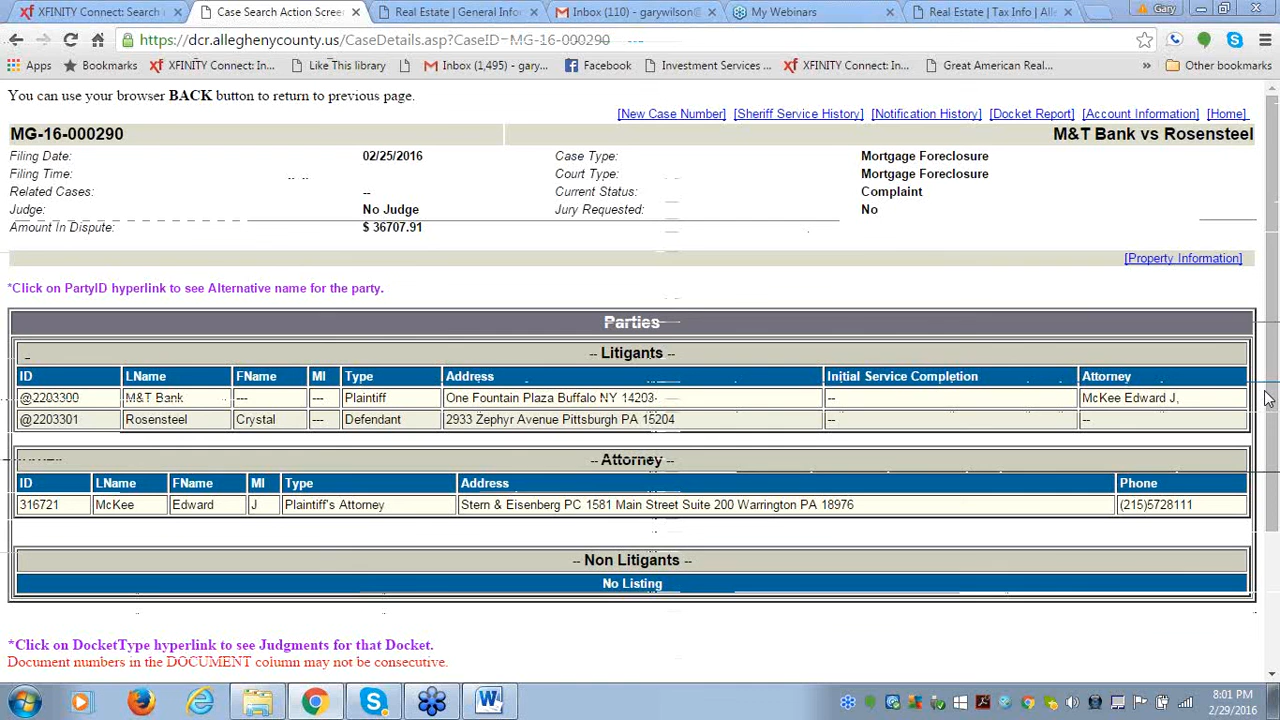 XFINITY Connect: Search
Case Search Action Scree
Real Estate | General Info
Inbox (110) - garywilson@
My Webinars
Real Estate | Tax Info | Alle
Gary
https://dcr.alleghenycounty.us/CaseDetails.asp?CaseID=MG-16-000290
Apps
Bookmarks
XFINITY Connect: In...
Like This library
Inbox (1,495) - gary...
Facebook
Investment Services ...
XFINITY Connect: In...
Great American Real...
»
Other bookmarks
You can use your browser BACK button to return to previous page.
[New Case Number] [Sheriff Service History] [Notification History] [Docket Report] [Account Information] [Home]
MG-16-000290 M&T Bank vs Rosensteel
Filing Date: 02/25/2016 Case Type: Mortgage Foreclosure
Filing Time: -- -- Court Type: Mortgage Foreclosure
Related Cases: -- Current Status: Complaint
Judge: No Judge Jury Requested: No
Amount In Dispute: $ 36707.91
[Property Information]
*Click on PartyID hyperlink to see Alternative name for the party.
Parties
-- Litigants --
ID LName FName MI Type Address Initial Service Completion Attorney
@2203300 M&T Bank --- --- Plaintiff One Fountain Plaza Buffalo NY 14203- -- McKee Edward J,
@2203301 Rosensteel Crystal --- Defendant 2933 Zephyr Avenue Pittsburgh PA 15204 -- --
-- Attorney --
ID LName FName MI Type Address Phone
316721 McKee Edward J Plaintiff's Attorney Stern & Eisenberg PC 1581 Main Street Suite 200 Warrington PA 18976 (215)5728111
-- Non Litigants --
No Listing
*Click on DocketType hyperlink to see Judgments for that Docket.
Document numbers in the DOCUMENT column may not be consecutive.
8:01 PM
2/29/2016